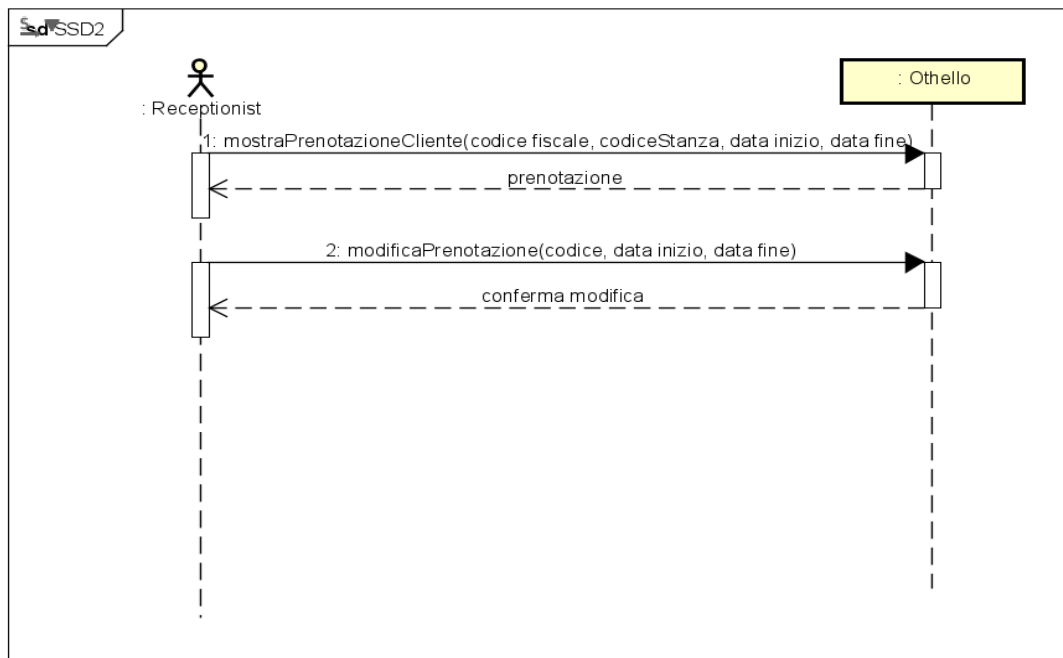 sd SSD2
: Receptionist
: Othello
1: mostraPrenotazioneCliente(codice fiscale, codiceStanza, data inizio, data fine)
prenotazione
2: modificaPrenotazione(codice, data inizio, data fine)
conferma modifica